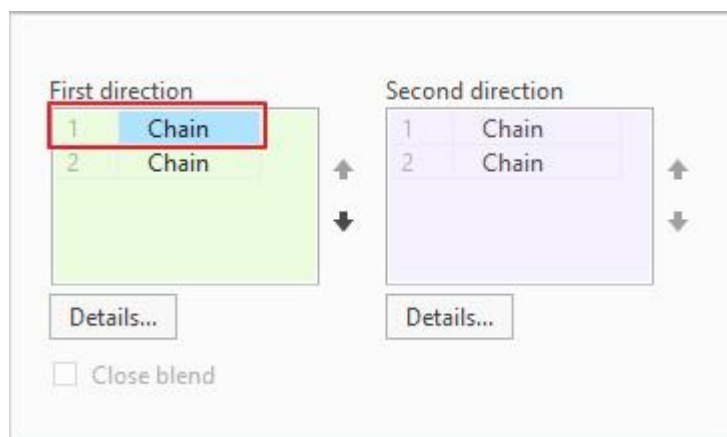 First direction
1 Chain
2 Chain
Details...
Second direction
1 Chain
2 Chain
Details...
Close blend